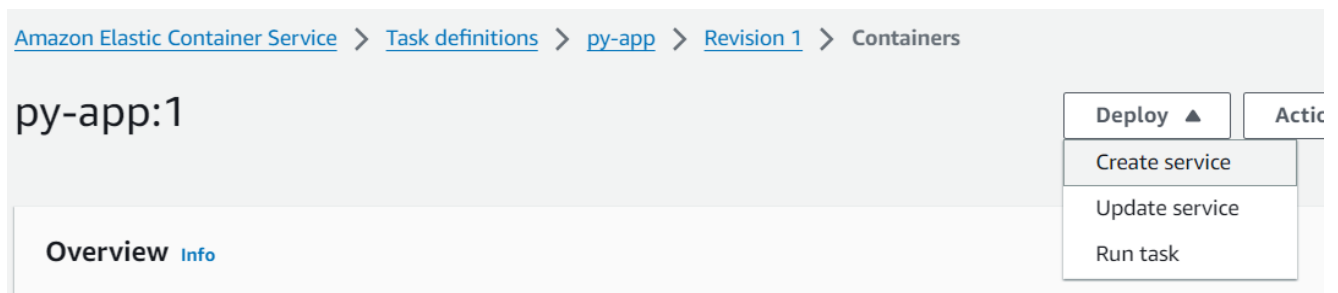 Amazon Elastic Container Service > Task definitions > py-app > Revision 1 > Containers
py-app:1
Deploy ▲
Create service
Update service
Run task
Overview Info